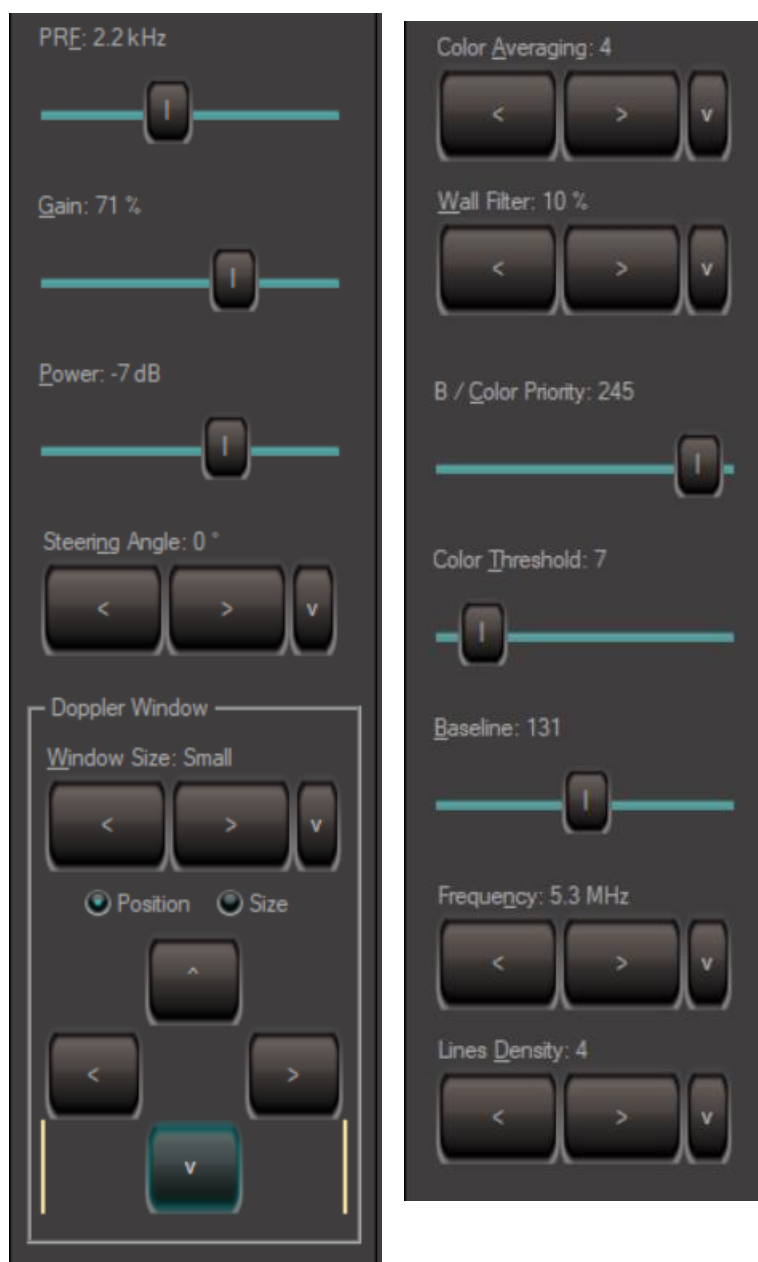 PRF: 2.2 kHz
Gain: 71 %
Power: -7 dB
Steering Angle: 0 °
< > v
Doppler Window
Window Size: Small
< > v
Position Size
^
< >
v
Color Averaging: 4
< > v
Wall Filter: 10 %
< > v
B / Color Priority: 245
Color Threshold: 7
Baseline: 131
Frequency: 5.3 MHz
< > v
Lines Density: 4
< > v